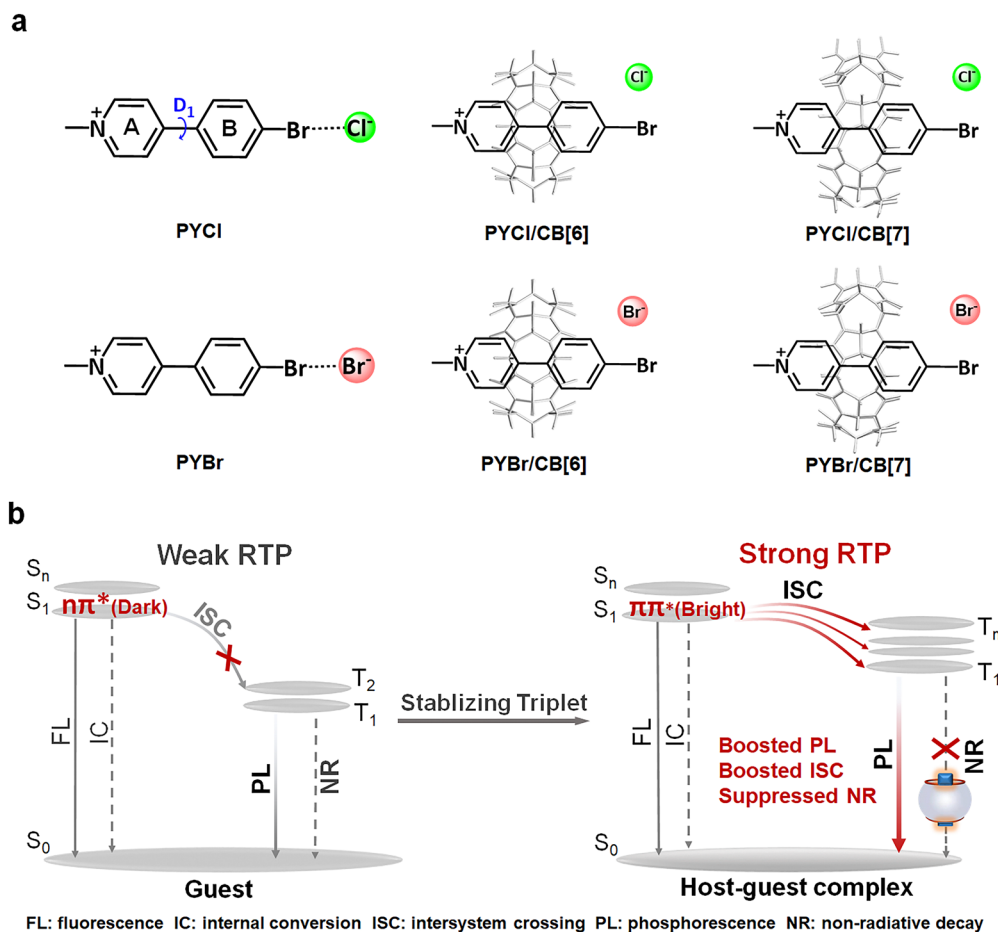 a
N+ A D1 B Br Cl-
PYCl
Cl-
N+ Br
PYCl/CB[6]
Cl-
N+ Br
PYCl/CB[7]
N+ Br Br-
PYBr
Br-
N+ Br
PYBr/CB[6]
Br-
N+ Br
PYBr/CB[7]
b
Weak RTP
Sn
S1 nπ*(Dark)
ISC
T2
T1
FL
IC
PL
NR
S0
Guest
Stablizing Triplet
Strong RTP
Sn
S1 ππ*(Bright)
ISC
Tn
T1
FL
IC
Boosted PL
Boosted ISC
Suppressed NR
PL
NR
S0
Host-guest complex
FL: fluorescence IC: internal conversion ISC: intersystem crossing PL: phosphorescence NR: non-radiative decay